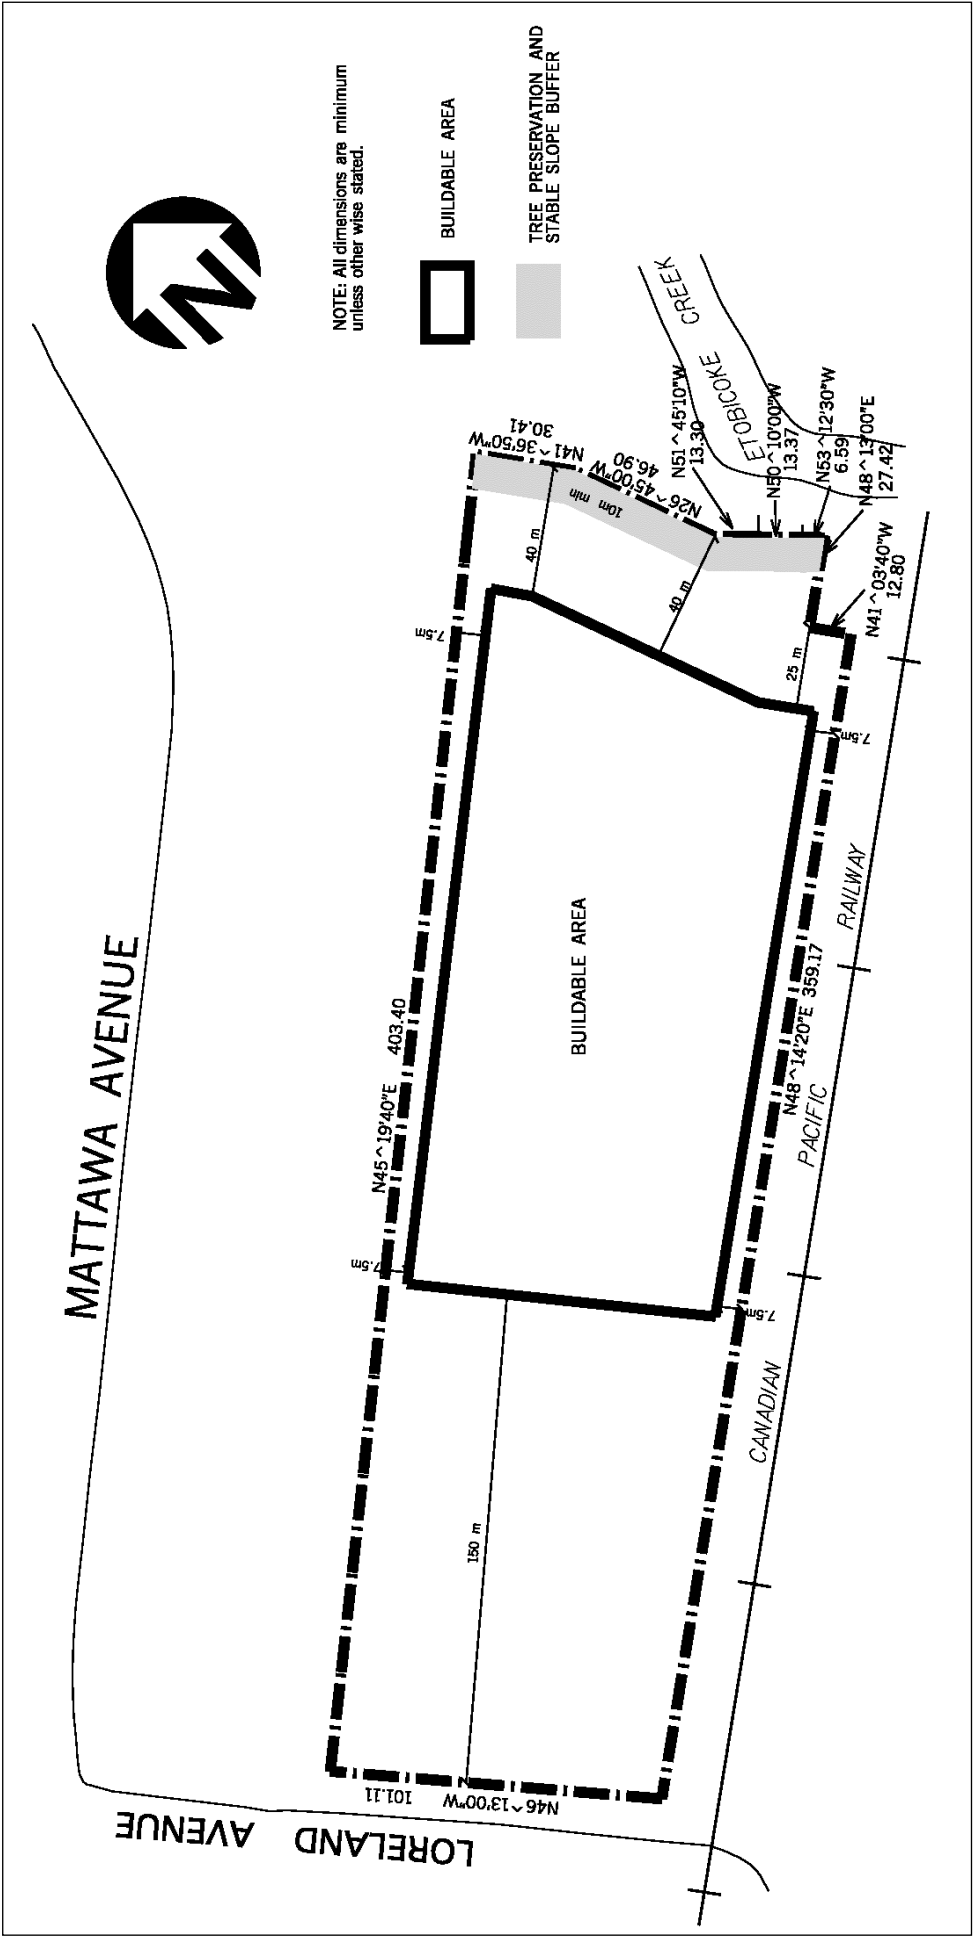 N
NOTE: All dimensions are minimum
unless other wise stated.
BUILDABLE AREA
TREE PRESERVATION AND
STABLE SLOPE BUFFER
MATTAWA AVENUE
LORELAND AVENUE
ETOBICOKE CREEK
CANADIAN PACIFIC RAILWAY
BUILDABLE AREA
N45^19'40"E 403.40
N41^36'50"W
30.41
N26^45'00"W
46.90
10m min
N51^45'10"W
13.30
N50^10'00"W
13.37
N53^12'30"W
6.59
N48^13'00"E
27.42
N41^03'40"W
12.80
N48^14'20"E 359.17
N46^13'00"W 101.11
40 m
40 m
25 m
150 m
7.5m
7.5m
7.5m
7.5m